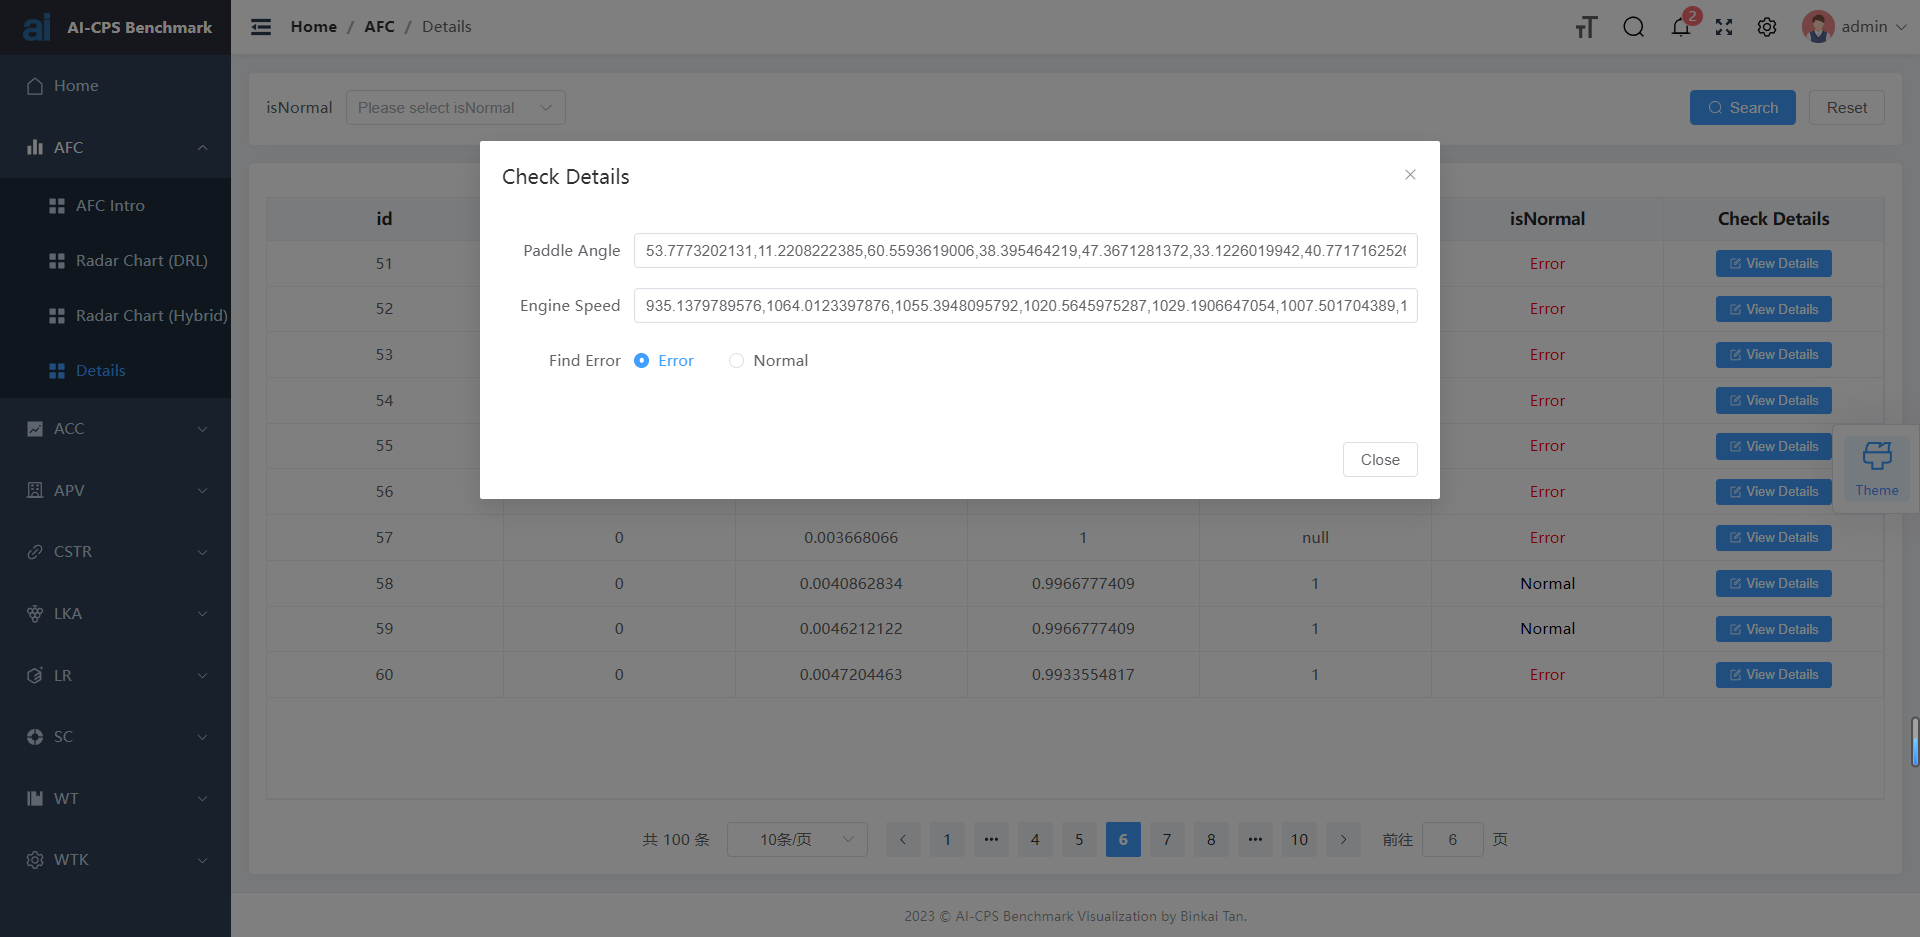 ai AI-CPS Benchmark
Home / AFC / Details
2
admin
Home
AFC
AFC Intro
Radar Chart (DRL)
Radar Chart (Hybrid)
Details
ACC
APV
CSTR
LKA
LR
SC
WT
WTK
isNormal Please select isNormal
Search Reset
Check Details
Paddle Angle 53.7773202131,11.2208222385,60.5593619006,38.395464219,47.3671281372,33.1226019942,40.7717162526
Engine Speed 935.1379789576,1064.0123397876,1055.3948095792,1020.5645975287,1029.1906647054,1007.501704389,1
Find Error Error Normal
Close
id isNormal Check Details
51 Error View Details
52 Error View Details
53 Error View Details
54 Error View Details
55 Error View Details
56 Error View Details
57 0 0.003668066 1 null Error View Details
58 0 0.0040862834 0.9966777409 1 Normal View Details
59 0 0.0046212122 0.9966777409 1 Normal View Details
60 0 0.0047204463 0.9933554817 1 Error View Details
Theme
共 100 条 10条/页 1 ••• 4 5 6 7 8 ••• 10 前往 6 页
2023 © AI-CPS Benchmark Visualization by Binkai Tan.